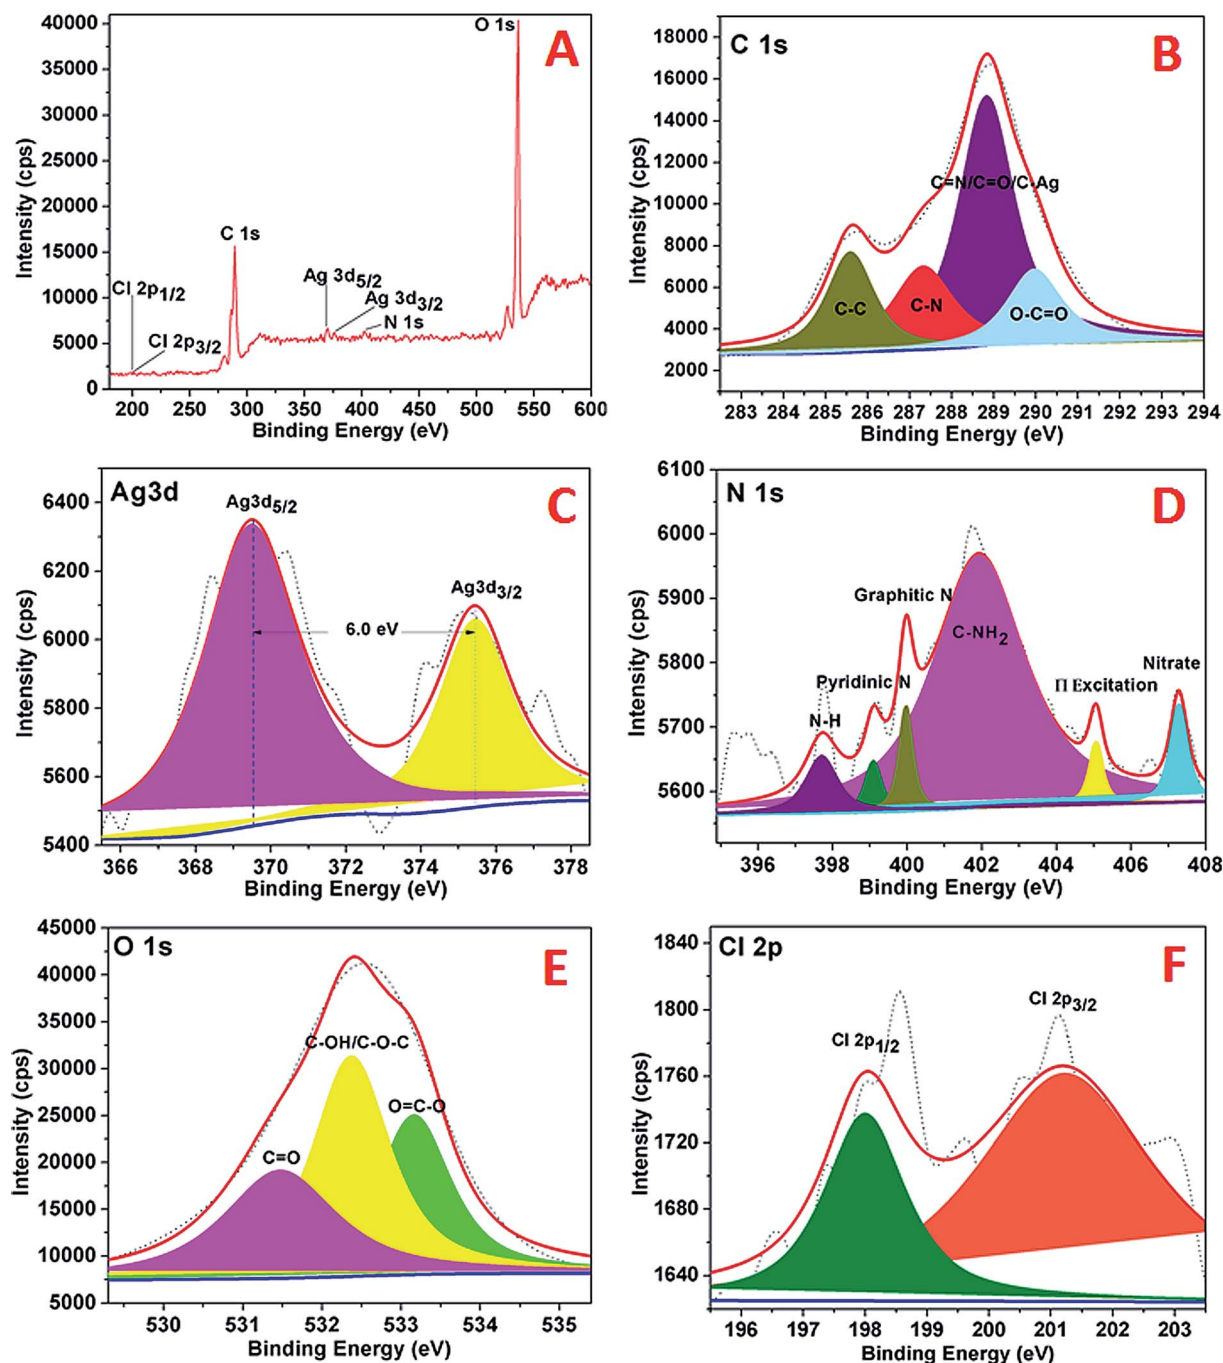 A
O 1s
40000
35000
30000
25000
20000
15000
10000
5000
0
Intensity (cps)
C 1s
Cl 2p1/2
Cl 2p3/2
Ag 3d5/2
Ag 3d3/2
N 1s
200 250 300 350 400 450 500 550 600
Binding Energy (eV)
C 1s
B
18000
16000
14000
12000
10000
8000
6000
4000
2000
Intensity (cps)
C=N/C=O/C-Ag
C-C
C-N
O-C=O
283 284 285 286 287 288 289 290 291 292 293 294
Binding Energy (eV)
Ag3d
C
6400
6200
6000
5800
5600
5400
Intensity (cps)
Ag3d5/2
Ag3d3/2
6.0 eV
366 368 370 372 374 376 378
Binding Energy (eV)
N 1s
D
6100
6000
5900
5800
5700
5600
Intensity (cps)
Graphitic N
C-NH2
Pyridinic N
N-H
Π Excitation
Nitrate
396 398 400 402 404 406 408
Binding Energy (eV)
O 1s
E
45000
40000
35000
30000
25000
20000
15000
10000
5000
Intensity (cps)
C-OH/C-O-C
O=C-O
C=O
530 531 532 533 534 535
Binding Energy (eV)
Cl 2p
F
1840
1800
1760
1720
1680
1640
Intensity (cps)
Cl 2p1/2
Cl 2p3/2
196 197 198 199 200 201 202 203
Binding Energy (eV)